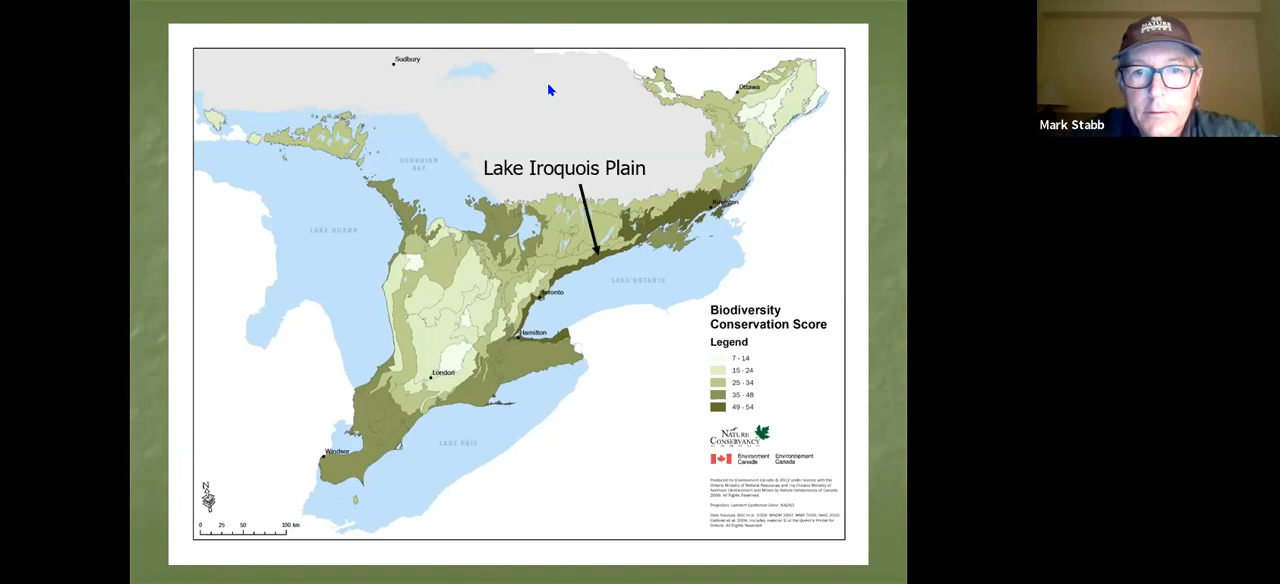 Sudbury
Ottawa
GEORGIAN
BAY
Lake Iroquois Plain
Kingston
LAKE HURON
LAKE ONTARIO
Toronto
Hamilton
London
LAKE ERIE
Windsor
N
0 25 50 100 km
Biodiversity
Conservation Score
Legend
7 - 14
15 - 24
25 - 34
35 - 48
49 - 54
NATURE
CONSERVANCY
Environment Environnement
Canada Canada
Mark Stabb
NATURE